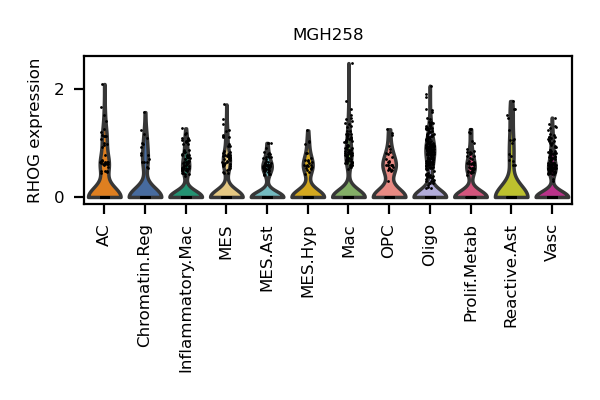 MGH258
RHOG expression
2
0
AC
Chromatin.Reg
Inflammatory.Mac
MES
MES.Ast
MES.Hyp
Mac
OPC
Oligo
Prolif.Metab
Reactive.Ast
Vasc